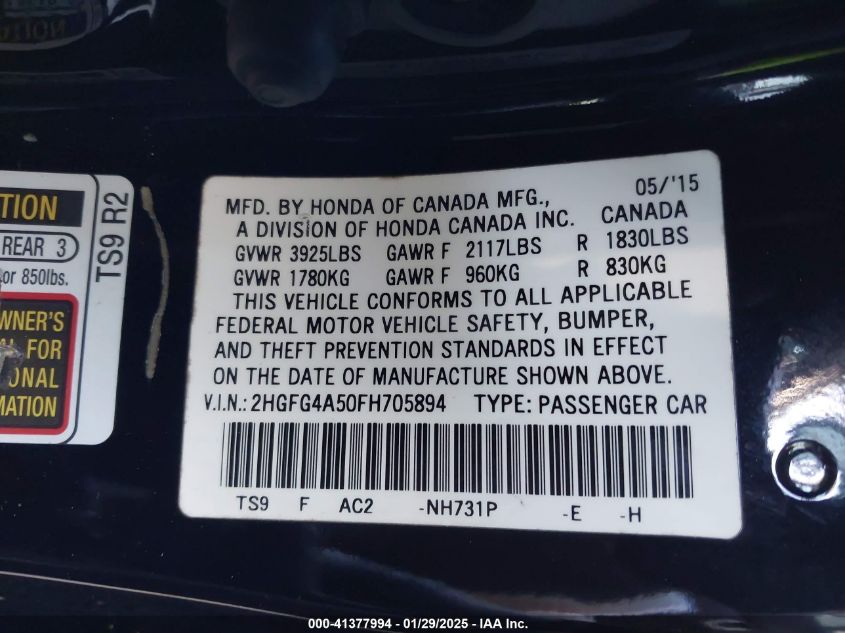 TION
REAR 3
or 850lbs.
WNER'S
FOR
ONAL
MATION
TS9 R2
MFD. BY HONDA OF CANADA MFG., 05/'15
A DIVISION OF HONDA CANADA INC. CANADA
GVWR 3925LBS GAWR F 2117LBS R 1830LBS
GVWR 1780KG GAWR F 960KG R 830KG
THIS VEHICLE CONFORMS TO ALL APPLICABLE
FEDERAL MOTOR VEHICLE SAFETY, BUMPER,
AND THEFT PREVENTION STANDARDS IN EFFECT
ON THE DATE OF MANUFACTURE SHOWN ABOVE.
V.I.N.: 2HGFG4A50FH705894 TYPE: PASSENGER CAR
TS9 F AC2 -NH731P -E -H
000-41377994 - 01/29/2025 - IAA Inc.